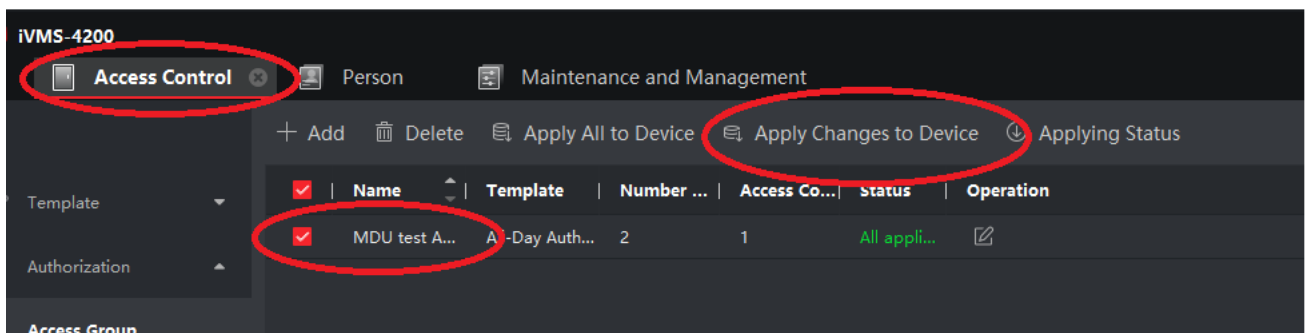 iVMS-4200
Access Control Person Maintenance and Management
Add Delete Apply All to Device Apply Changes to Device Applying Status
Name Template Number ... Access Co... Status Operation
Template
MDU test A... All-Day Auth... 2 1 All appli...
Authorization
Access Group